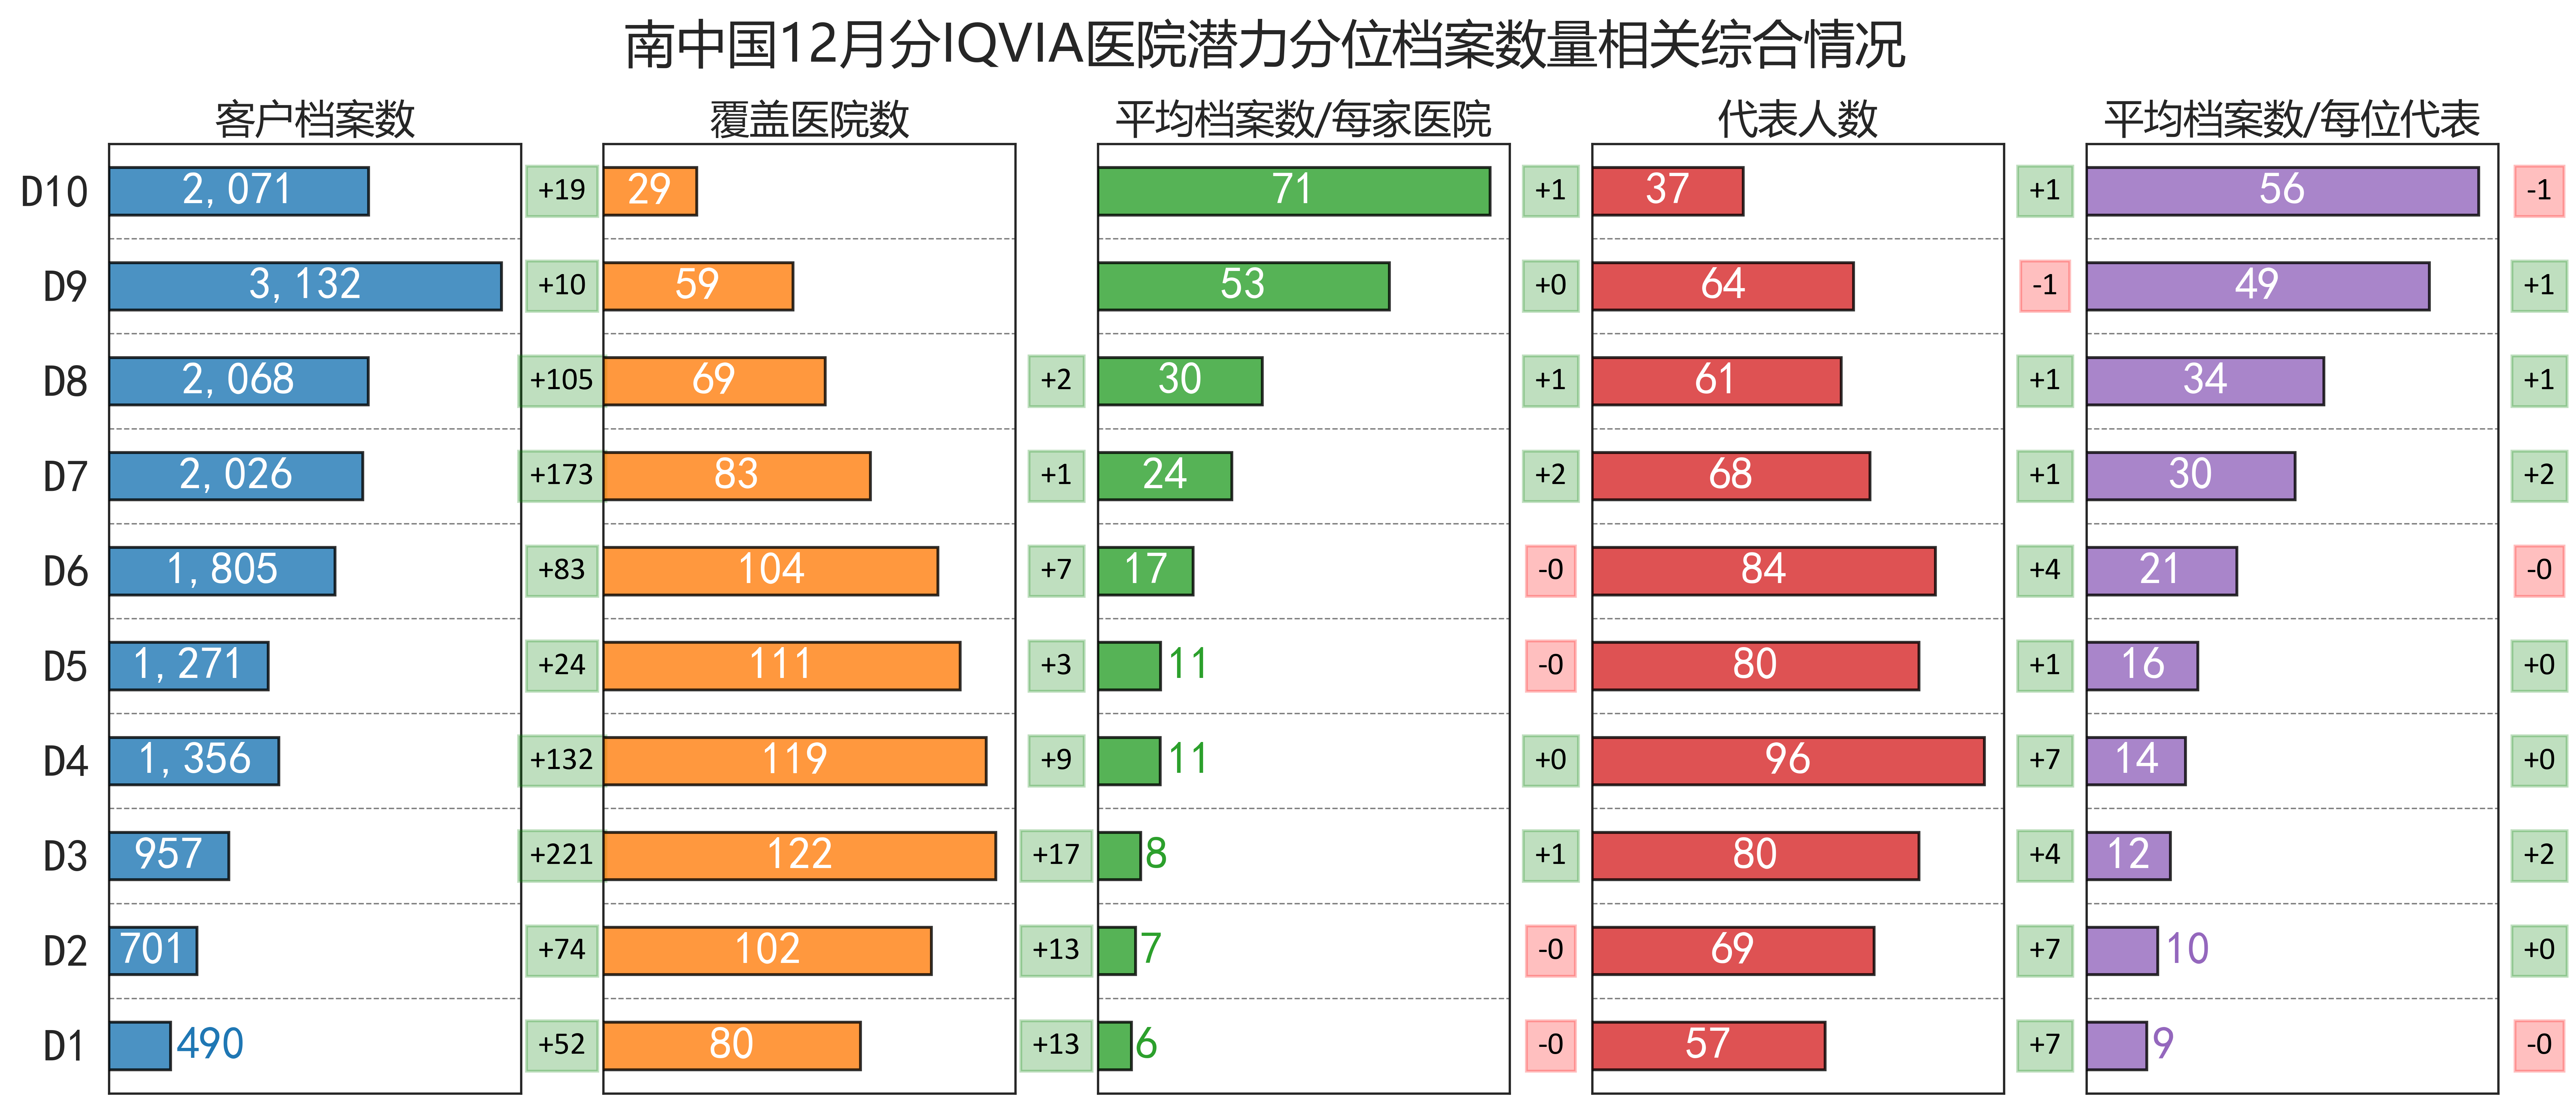 南中国12月分IQVIA医院潜力分位档案数量相关综合情况
客户档案数 覆盖医院数 平均档案数/每家医院 代表人数 平均档案数/每位代表
D10 2,071 +19 29 71 +1 37 +1 56 -1
D9 3,132 +10 59 53 +0 64 -1 49 +1
D8 2,068 +105 69 +2 30 +1 61 +1 34 +1
D7 2,026 +173 83 +1 24 +2 68 +1 30 +2
D6 1,805 +83 104 +7 17 -0 84 +4 21 -0
D5 1,271 +24 111 +3 11 -0 80 +1 16 +0
D4 1,356 +132 119 +9 11 +0 96 +7 14 +0
D3 957 +221 122 +17 8 +1 80 +4 12 +2
D2 701 +74 102 +13 7 -0 69 +7 10 +0
D1 490 +52 80 +13 6 -0 57 +7 9 -0